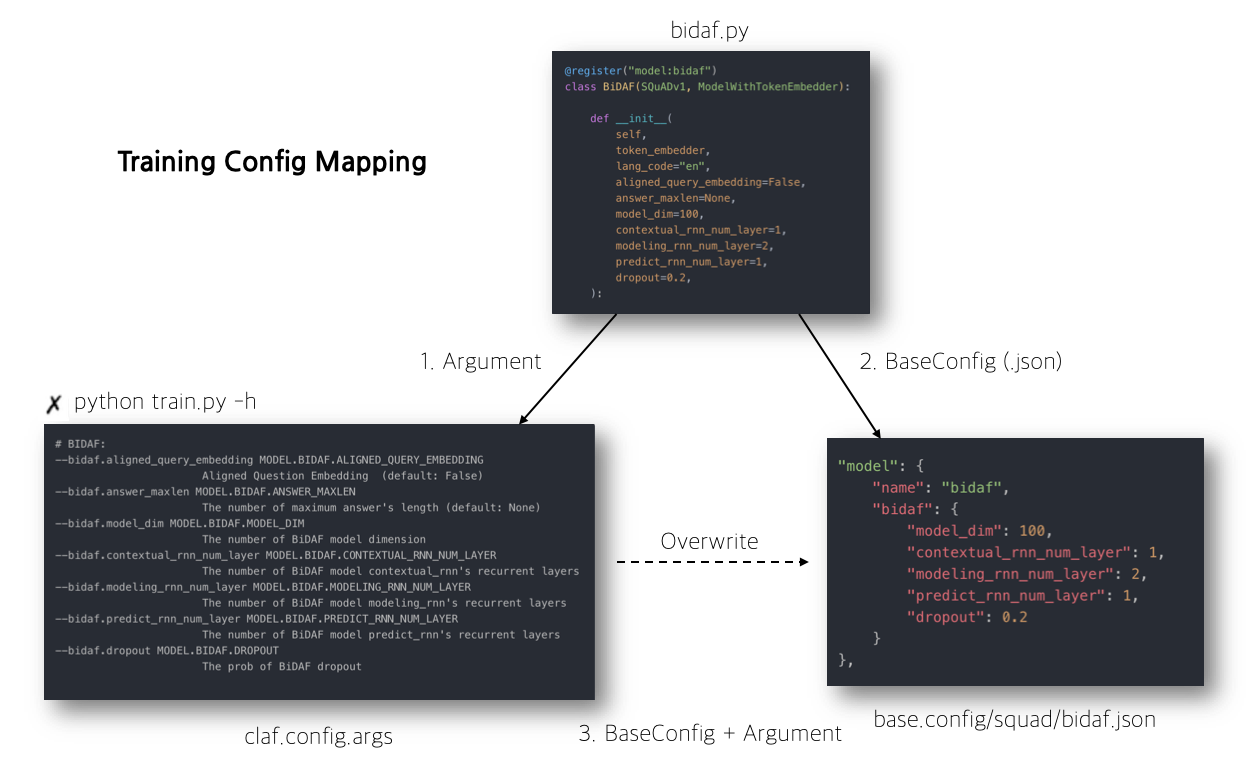 bidaf.py
@register("model:bidaf")
class BiDAF(SQuADv1, ModelWithTokenEmbedder):
def __init__(
self,
token_embedder,
lang_code="en",
aligned_query_embedding=False,
answer_maxlen=None,
model_dim=100,
contextual_rnn_num_layer=1,
modeling_rnn_num_layer=2,
predict_rnn_num_layer=1,
dropout=0.2,
):
Training Config Mapping
1. Argument
2. BaseConfig (.json)
✗ python train.py -h
# BIDAF:
--bidaf.aligned_query_embedding MODEL.BIDAF.ALIGNED_QUERY_EMBEDDING
Aligned Question Embedding  (default: False)
--bidaf.answer_maxlen MODEL.BIDAF.ANSWER_MAXLEN
The number of maximum answer's length (default: None)
--bidaf.model_dim MODEL.BIDAF.MODEL_DIM
The number of BiDAF model dimension
--bidaf.contextual_rnn_num_layer MODEL.BIDAF.CONTEXTUAL_RNN_NUM_LAYER
The number of BiDAF model contextual_rnn's recurrent layers
--bidaf.modeling_rnn_num_layer MODEL.BIDAF.MODELING_RNN_NUM_LAYER
The number of BiDAF model modeling_rnn's recurrent layers
--bidaf.predict_rnn_num_layer MODEL.BIDAF.PREDICT_RNN_NUM_LAYER
The number of BiDAF model predict_rnn's recurrent layers
--bidaf.dropout MODEL.BIDAF.DROPOUT
The prob of BiDAF dropout
claf.config.args
Overwrite
3. BaseConfig + Argument
"model": {
"name": "bidaf",
"bidaf": {
"model_dim": 100,
"contextual_rnn_num_layer": 1,
"modeling_rnn_num_layer": 2,
"predict_rnn_num_layer": 1,
"dropout": 0.2
}
},
base.config/squad/bidaf.json